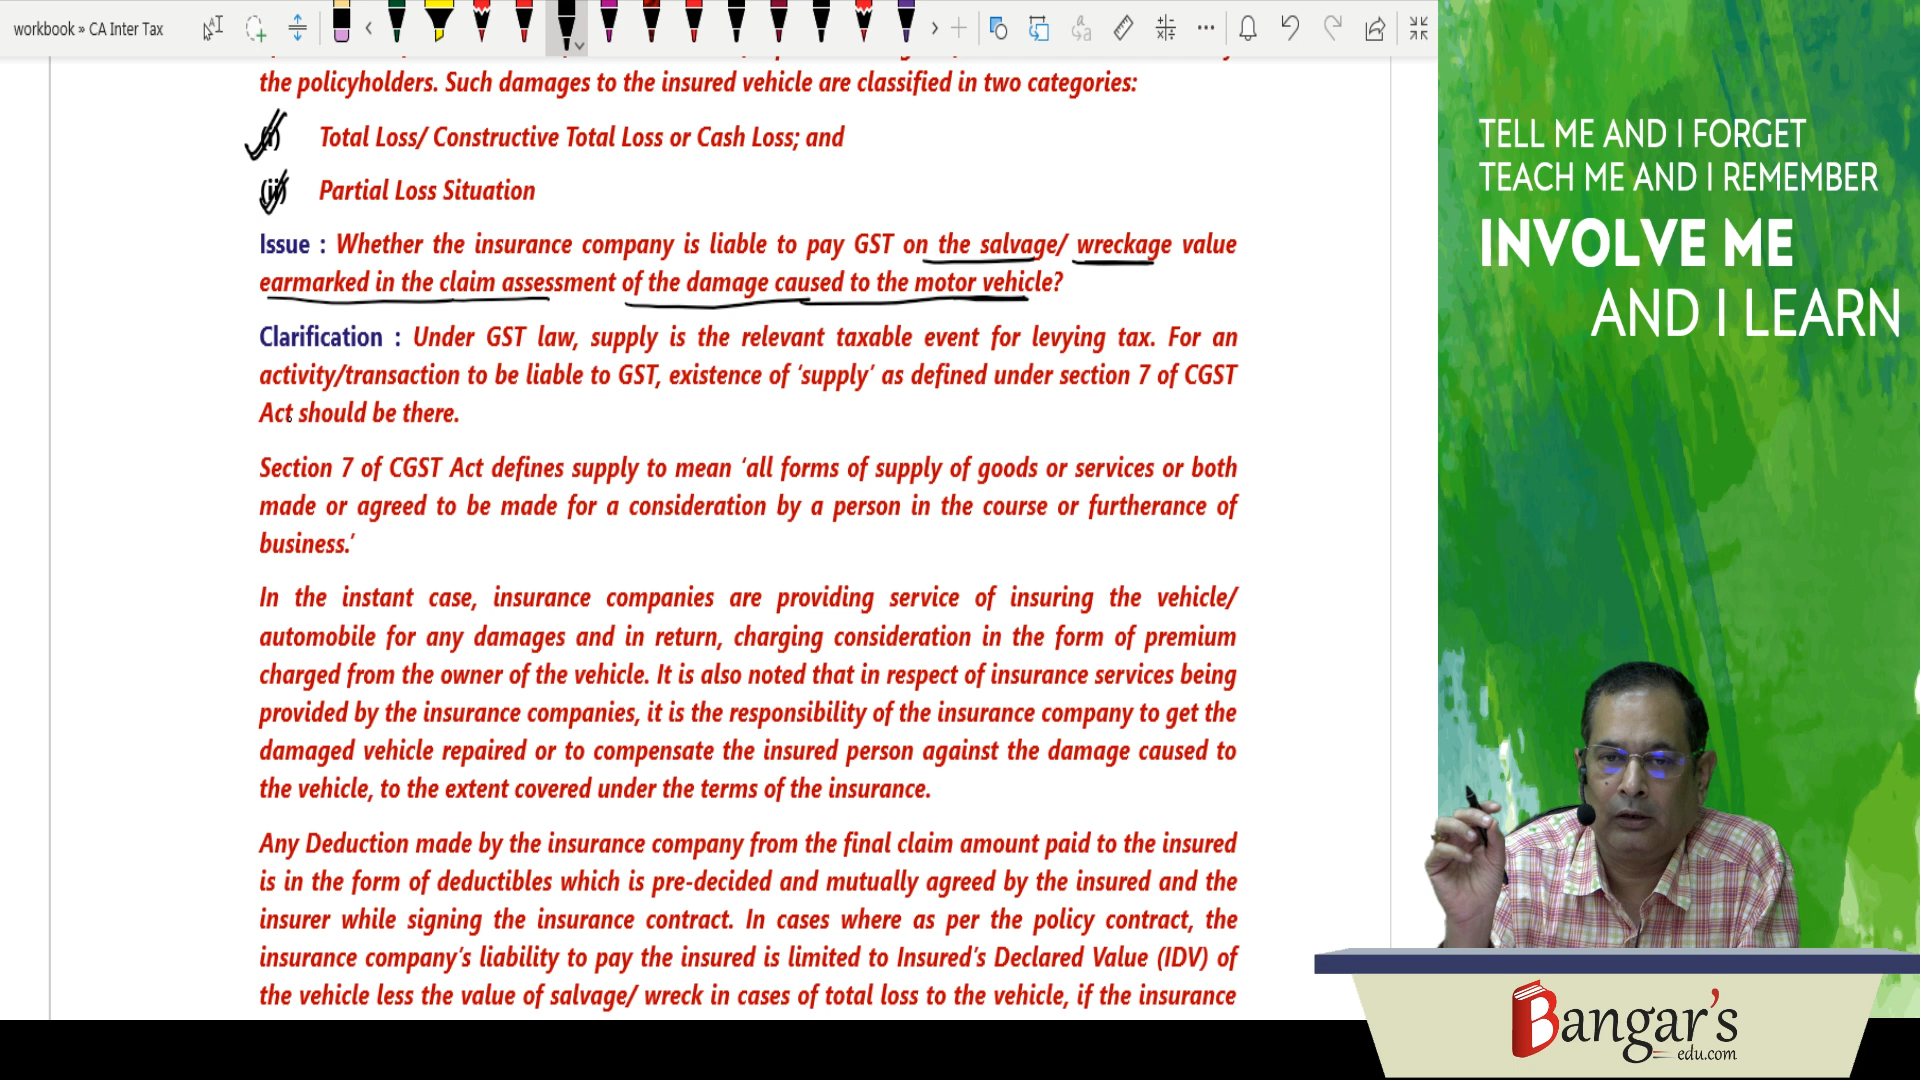 workbook » CA Inter Tax
the policyholders. Such damages to the insured vehicle are classified in two categories:
(i) Total Loss/ Constructive Total Loss or Cash Loss; and
(ii) Partial Loss Situation
Issue : Whether the insurance company is liable to pay GST on the salvage/ wreckage value
earmarked in the claim assessment of the damage caused to the motor vehicle?
Clarification : Under GST law, supply is the relevant taxable event for levying tax. For an
activity/transaction to be liable to GST, existence of ‘supply’ as defined under section 7 of CGST
Act should be there.
Section 7 of CGST Act defines supply to mean ‘all forms of supply of goods or services or both
made or agreed to be made for a consideration by a person in the course or furtherance of
business.’
In the instant case, insurance companies are providing service of insuring the vehicle/
automobile for any damages and in return, charging consideration in the form of premium
charged from the owner of the vehicle. It is also noted that in respect of insurance services being
provided by the insurance companies, it is the responsibility of the insurance company to get the
damaged vehicle repaired or to compensate the insured person against the damage caused to
the vehicle, to the extent covered under the terms of the insurance.
Any Deduction made by the insurance company from the final claim amount paid to the insured
is in the form of deductibles which is pre-decided and mutually agreed by the insured and the
insurer while signing the insurance contract. In cases where as per the policy contract, the
insurance company’s liability to pay the insured is limited to Insured’s Declared Value (IDV) of
the vehicle less the value of salvage/ wreck in cases of total loss to the vehicle, if the insurance
TELL ME AND I FORGET
TEACH ME AND I REMEMBER
INVOLVE ME
AND I LEARN
Bangar’s
edu.com